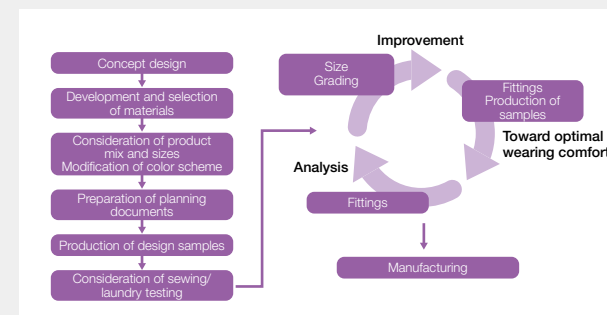 Concept design
Development and selection
of materials
Consideration of product
mix and sizes
Modification of color scheme
Preparation of planning
documents
Production of design samples
Consideration of sewing/
laundry testing
Improvement
Size
Grading
Fittings
Production of
samples
Toward optimal
wearing comfort
Analysis
Fittings
Manufacturing